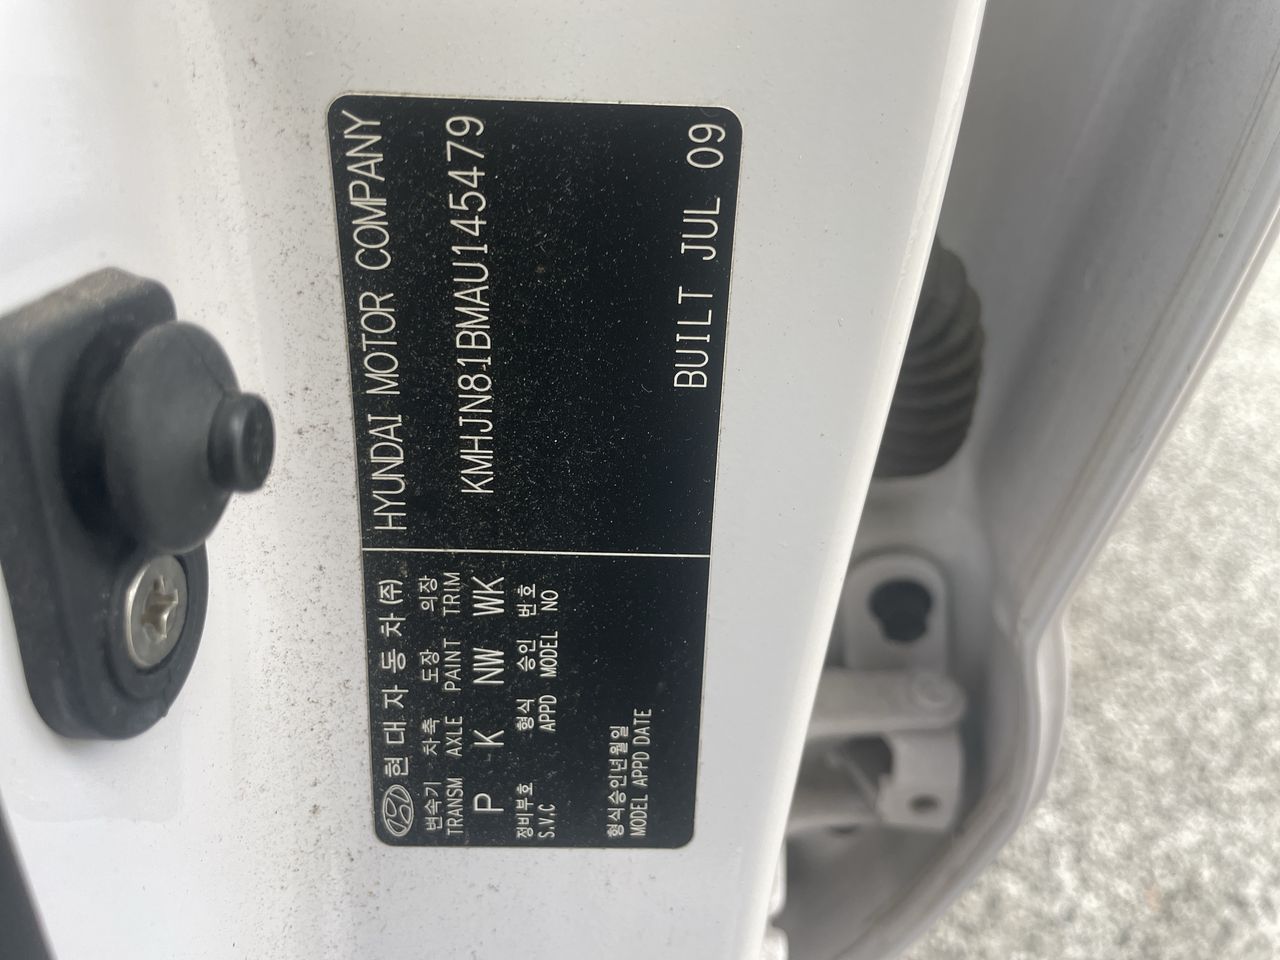 현대자동차(주)
HYUNDAI MOTOR COMPANY
변속기 차축 도장 의장
TRANSM AXLE PAINT TRIM
KMHJN81BMAU145479
P K NW WK
정비부호 형식 승인 번호
S.V.C APPD MODEL NO
형식승인년월일
MODEL APPD DATE
BUILT JUL 09